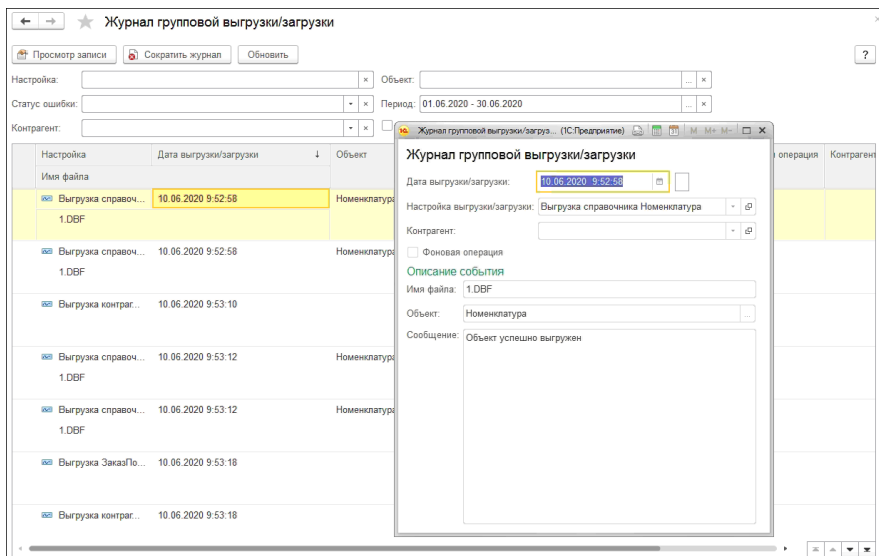 Журнал групповой выгрузки/загрузки
Просмотр записи
Сократить журнал
Обновить
?
Настройка:
Объект:
Статус ошибки:
Период: 01.06.2020 - 30.06.2020
Контрагент:
Настройка Дата выгрузки/загрузки ↓ Объект операция Контрагент
Имя файла
Выгрузка справоч... 10.06.2020 9:52:58 Номенклатура
1.DBF
Выгрузка справоч... 10.06.2020 9:52:58 Номенклатура
1.DBF
Выгрузка контраг... 10.06.2020 9:53:10
Выгрузка справоч... 10.06.2020 9:53:12 Номенклатура
1.DBF
Выгрузка справоч... 10.06.2020 9:53:12 Номенклатура
1.DBF
Выгрузка ЗаказПо... 10.06.2020 9:53:18
Выгрузка контраг... 10.06.2020 9:53:18
Журнал групповой выгрузки/загруз... (1С:Предприятие) M M+ M-
Журнал групповой выгрузки/загрузки
Дата выгрузки/загрузки: 10.06.2020 9:52:58
Настройка выгрузки/загрузки: Выгрузка справочника Номенклатура
Контрагент:
Фоновая операция
Описание события
Имя файла: 1.DBF
Объект: Номенклатура
Сообщение: Объект успешно выгружен